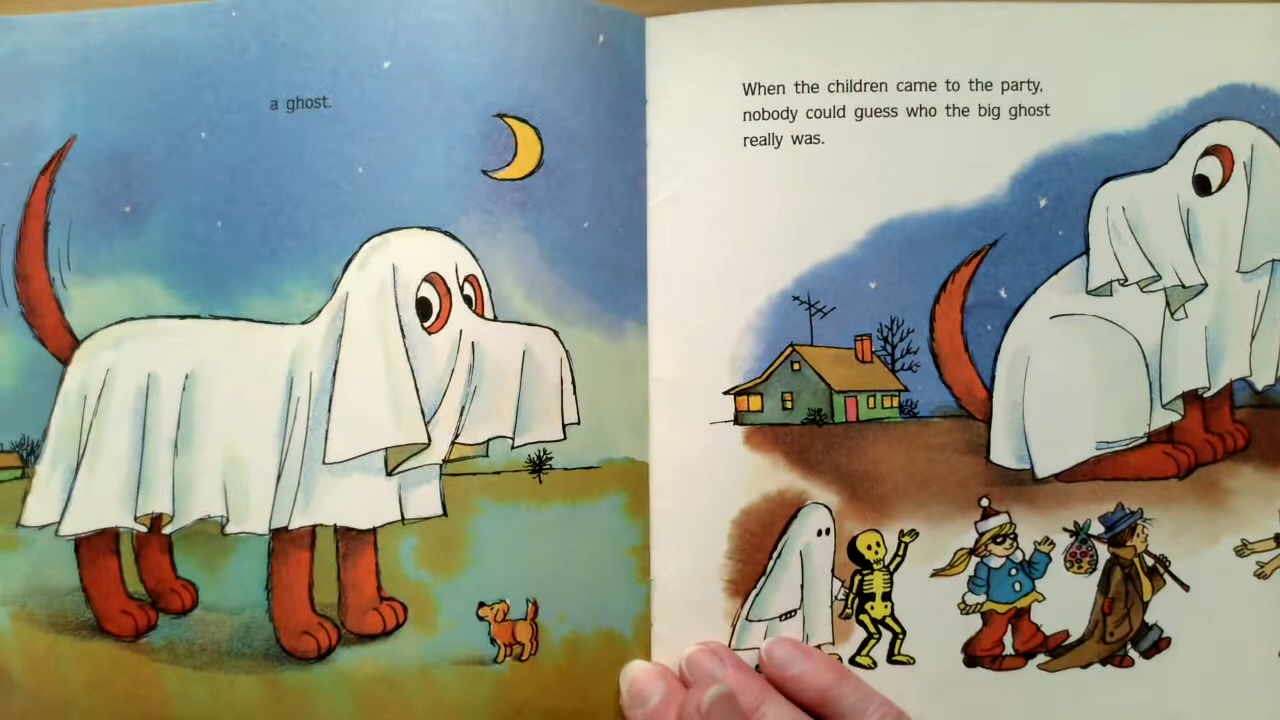 a ghost.
When the children came to the party,
nobody could guess who the big ghost
really was.